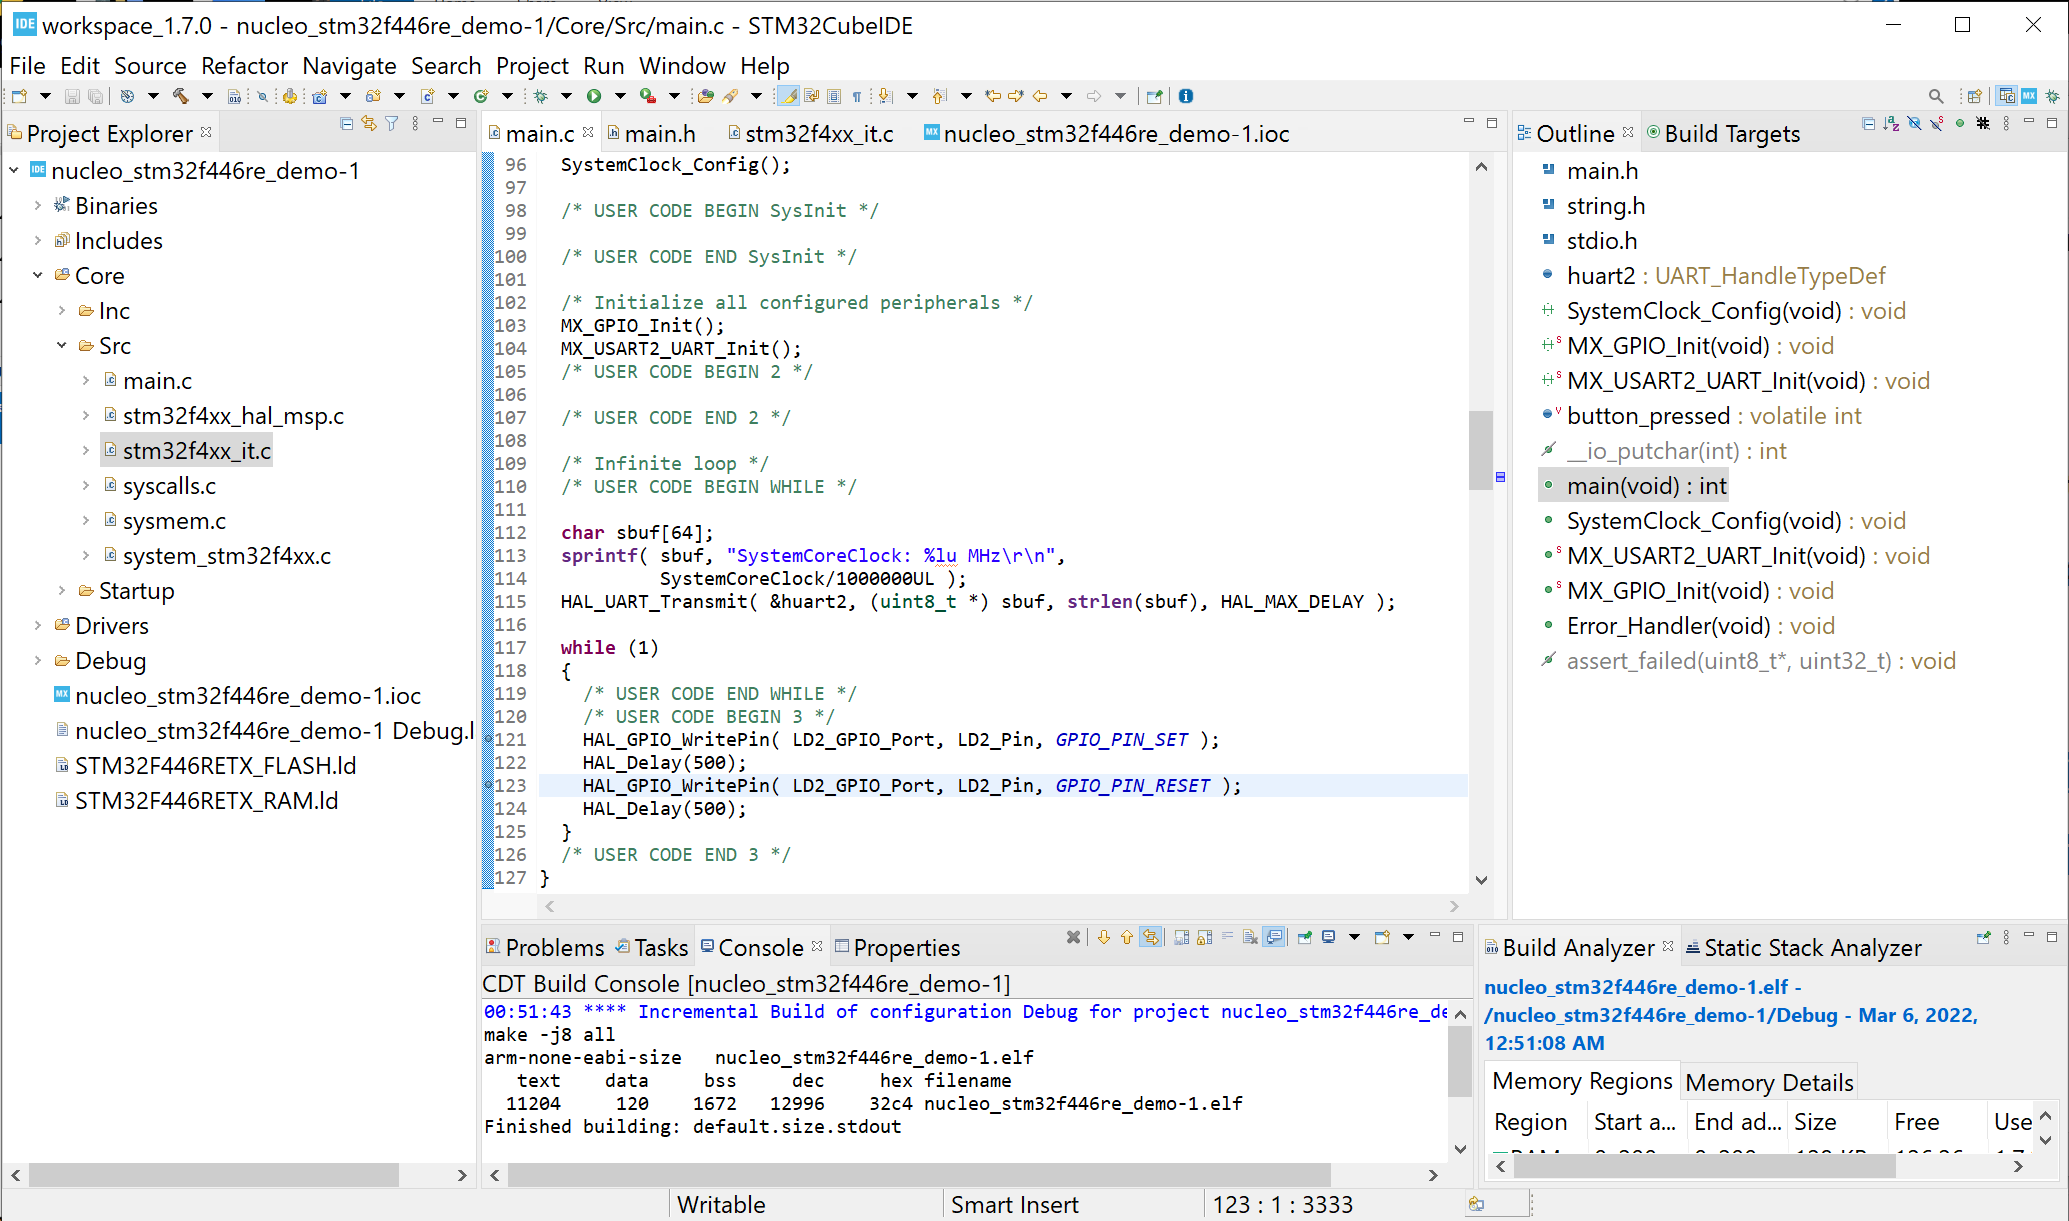 workspace_1.7.0 - nucleo_stm32f446re_demo-1/Core/Src/main.c - STM32CubeIDE
File Edit Source Refactor Navigate Search Project Run Window Help
Project Explorer
nucleo_stm32f446re_demo-1
Binaries
Includes
Core
Inc
Src
main.c
stm32f4xx_hal_msp.c
stm32f4xx_it.c
syscalls.c
sysmem.c
system_stm32f4xx.c
Startup
Drivers
Debug
nucleo_stm32f446re_demo-1.ioc
nucleo_stm32f446re_demo-1 Debug.l
STM32F446RETX_FLASH.ld
STM32F446RETX_RAM.ld
main.c main.h stm32f4xx_it.c nucleo_stm32f446re_demo-1.ioc
96 SystemClock_Config();
97
98 /* USER CODE BEGIN SysInit */
99
100 /* USER CODE END SysInit */
101
102 /* Initialize all configured peripherals */
103 MX_GPIO_Init();
104 MX_USART2_UART_Init();
105 /* USER CODE BEGIN 2 */
106
107 /* USER CODE END 2 */
108
109 /* Infinite loop */
110 /* USER CODE BEGIN WHILE */
111
112 char sbuf[64];
113 sprintf( sbuf, "SystemCoreClock: %lu MHz\r\n",
114 SystemCoreClock/1000000UL );
115 HAL_UART_Transmit( &huart2, (uint8_t *) sbuf, strlen(sbuf), HAL_MAX_DELAY );
116
117 while (1)
118 {
119 /* USER CODE END WHILE */
120 /* USER CODE BEGIN 3 */
121 HAL_GPIO_WritePin( LD2_GPIO_Port, LD2_Pin, GPIO_PIN_SET );
122 HAL_Delay(500);
123 HAL_GPIO_WritePin( LD2_GPIO_Port, LD2_Pin, GPIO_PIN_RESET );
124 HAL_Delay(500);
125 }
126 /* USER CODE END 3 */
127 }
Outline Build Targets
main.h
string.h
stdio.h
huart2 : UART_HandleTypeDef
SystemClock_Config(void) : void
MX_GPIO_Init(void) : void
MX_USART2_UART_Init(void) : void
button_pressed : volatile int
__io_putchar(int) : int
main(void) : int
SystemClock_Config(void) : void
MX_USART2_UART_Init(void) : void
MX_GPIO_Init(void) : void
Error_Handler(void) : void
assert_failed(uint8_t*, uint32_t) : void
Problems Tasks Console Properties
CDT Build Console [nucleo_stm32f446re_demo-1]
00:51:43 **** Incremental Build of configuration Debug for project nucleo_stm32f446re_de
make -j8 all
arm-none-eabi-size nucleo_stm32f446re_demo-1.elf
text data bss dec hex filename
11204 120 1672 12996 32c4 nucleo_stm32f446re_demo-1.elf
Finished building: default.size.stdout
Build Analyzer Static Stack Analyzer
nucleo_stm32f446re_demo-1.elf -
/nucleo_stm32f446re_demo-1/Debug - Mar 6, 2022,
12:51:08 AM
Memory Regions Memory Details
Region Start a... End ad... Size Free Use
Writable Smart Insert 123 : 1 : 3333